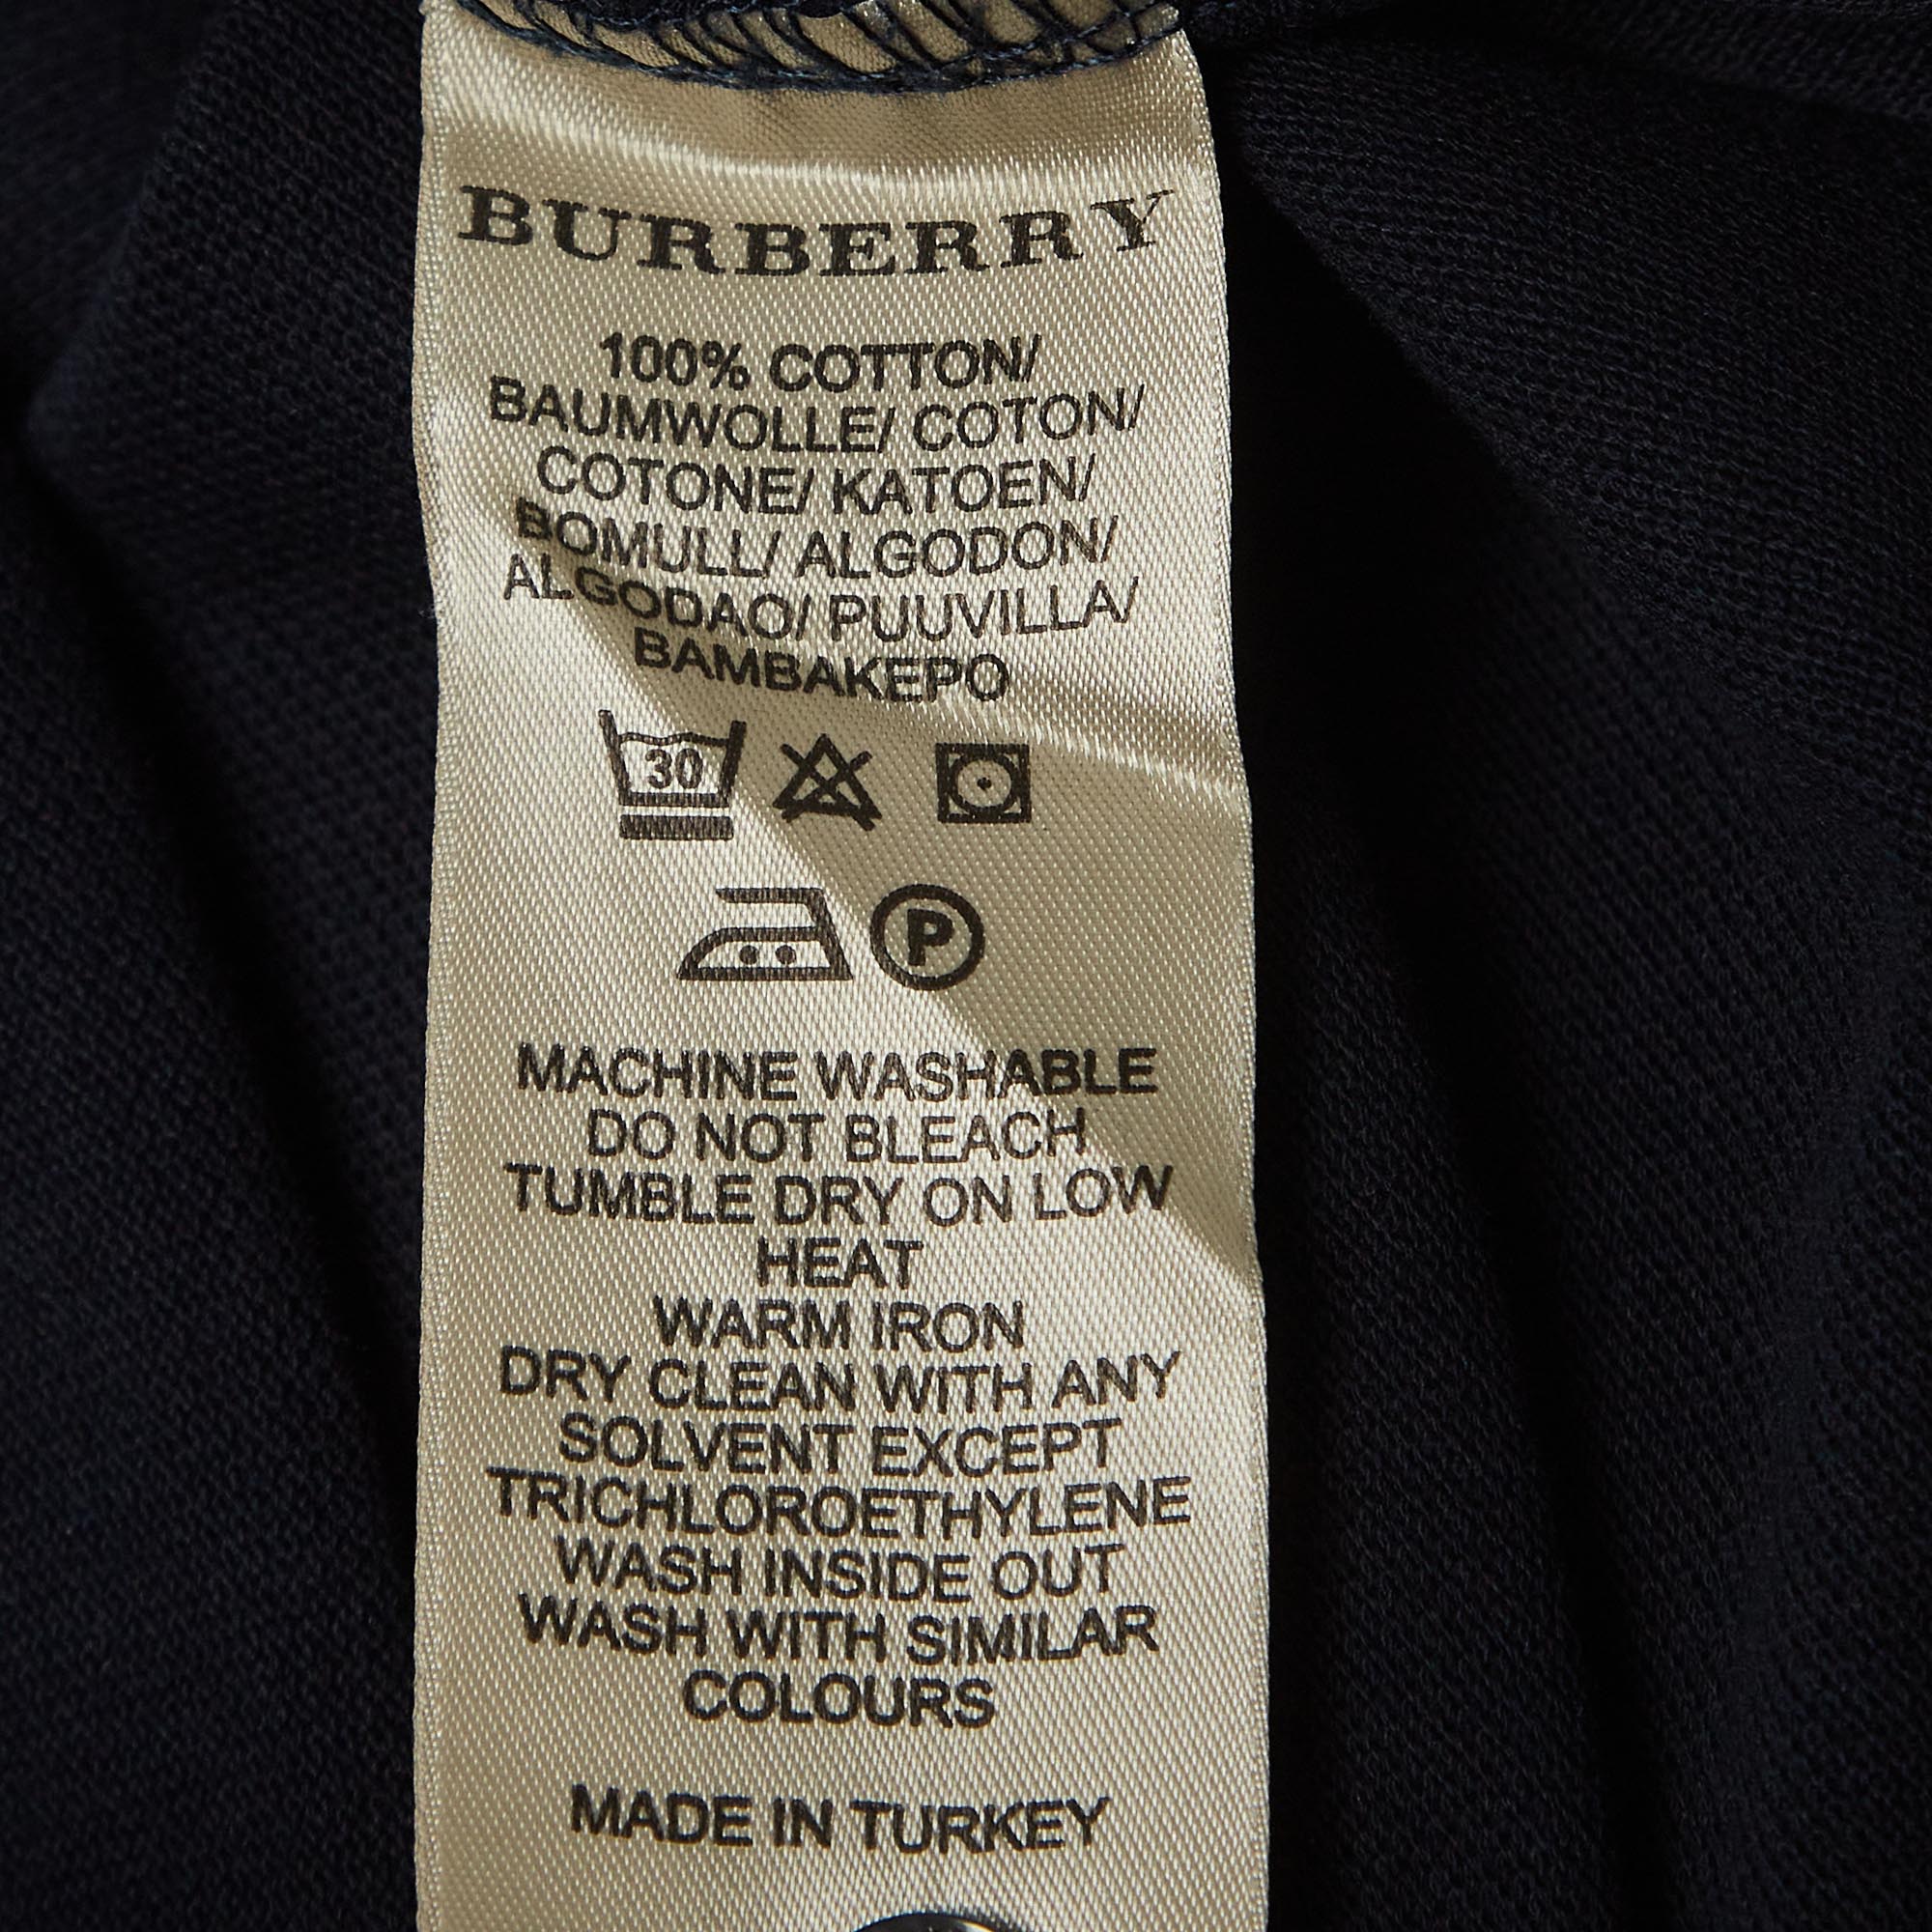 BURBERRY
100% COTTON/
BAUMWOLLE/ COTON/
COTONE/ KATOEN/
BOMULL/ ALGODON/
ALGODAO/ PUUVILLA/
BAMBAKEPO
30
P
MACHINE WASHABLE
DO NOT BLEACH
TUMBLE DRY ON LOW
HEAT
WARM IRON
DRY CLEAN WITH ANY
SOLVENT EXCEPT
TRICHLOROETHYLENE
WASH INSIDE OUT
WASH WITH SIMILAR
COLOURS
MADE IN TURKEY